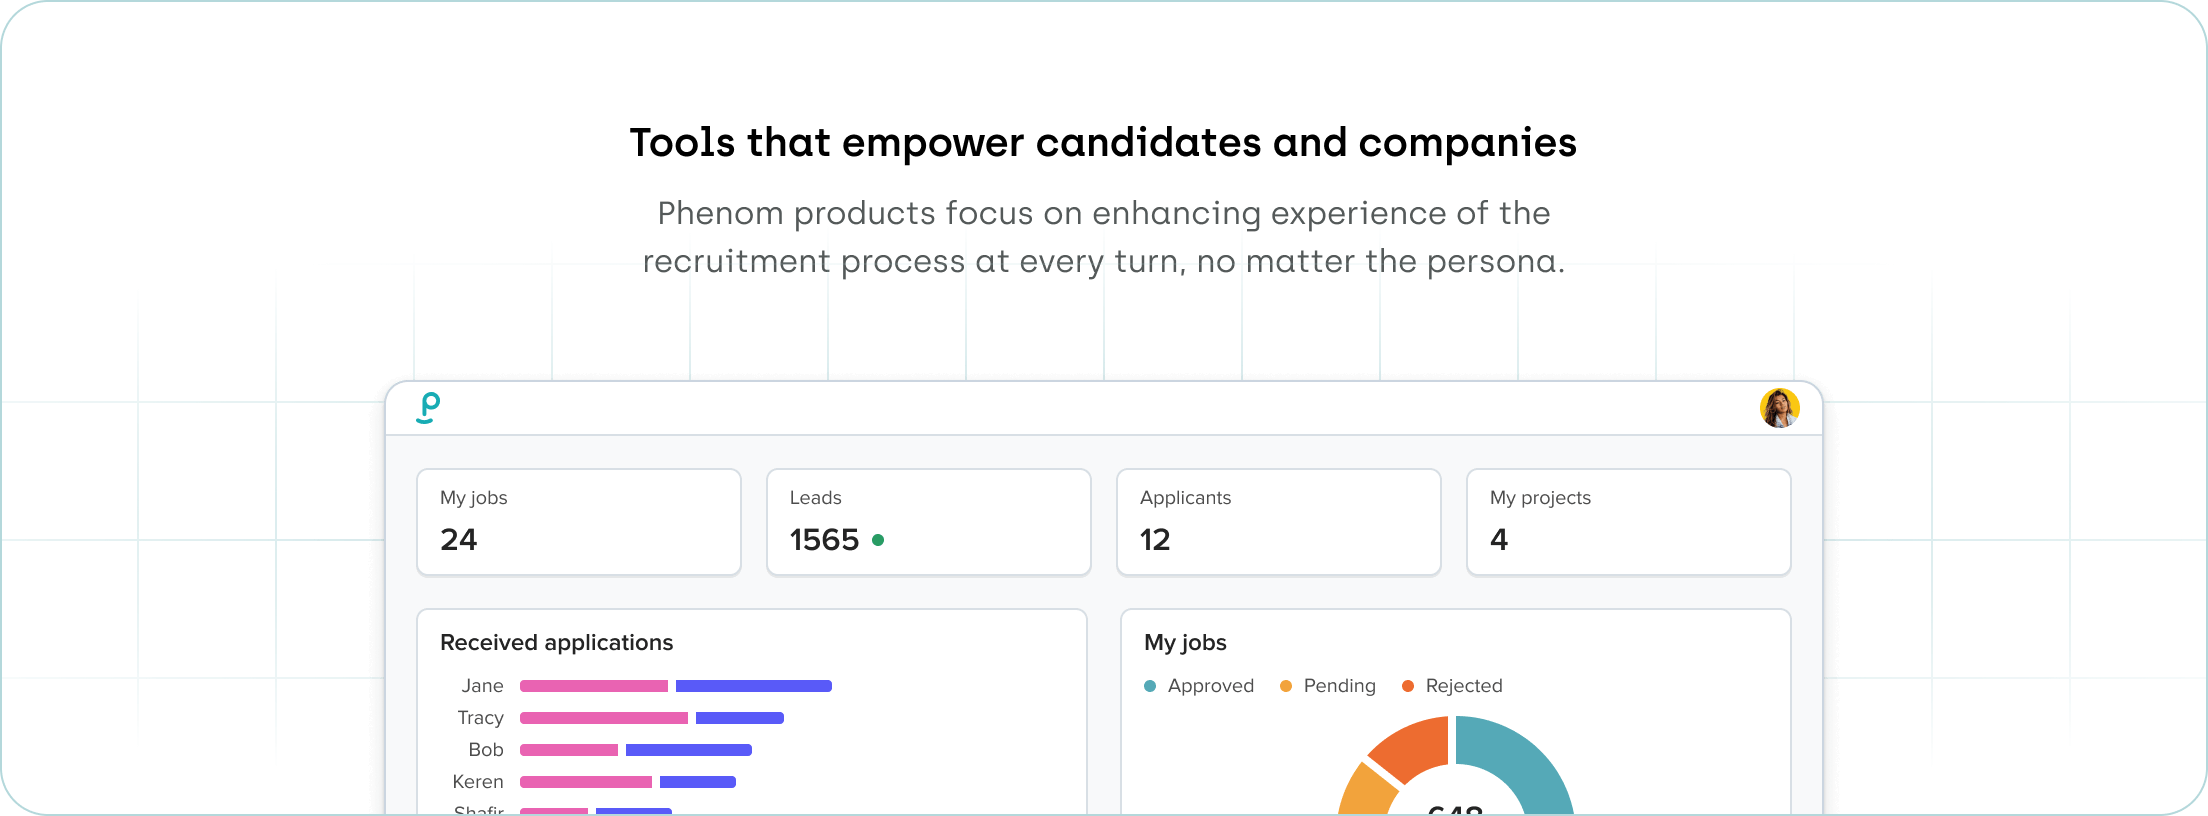 Tools that empower candidates and companies
Phenom products focus on enhancing experience of the
recruitment process at every turn, no matter the persona.
p
My jobs
24
Leads
1565
Applicants
12
My projects
4
Received applications
Jane
Tracy
Bob
Keren
Shafir
My jobs
Approved
Pending
Rejected
648